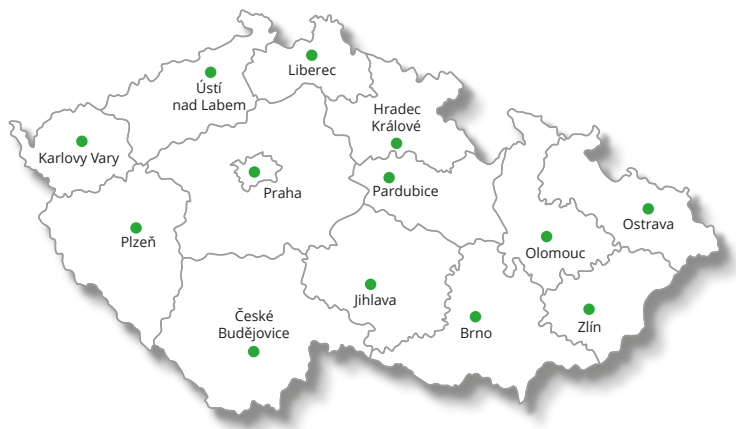 Liberec
Ústí
nad Labem
Hradec
Králové
Karlovy Vary
Praha
Pardubice
Plzeň
Ostrava
Olomouc
Jihlava
České
Budějovice
Brno
Zlín